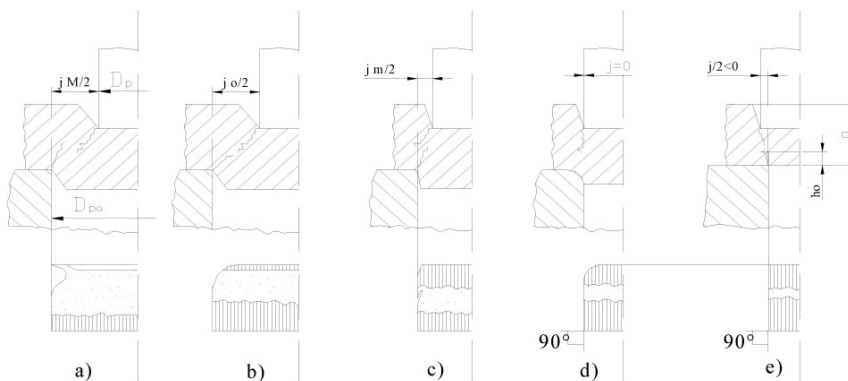 j M/2
Dp
j o/2
j m/2
j=0
j/2<0
Dpa
ho
90°
90°
a)
b)
c)
d)
e)